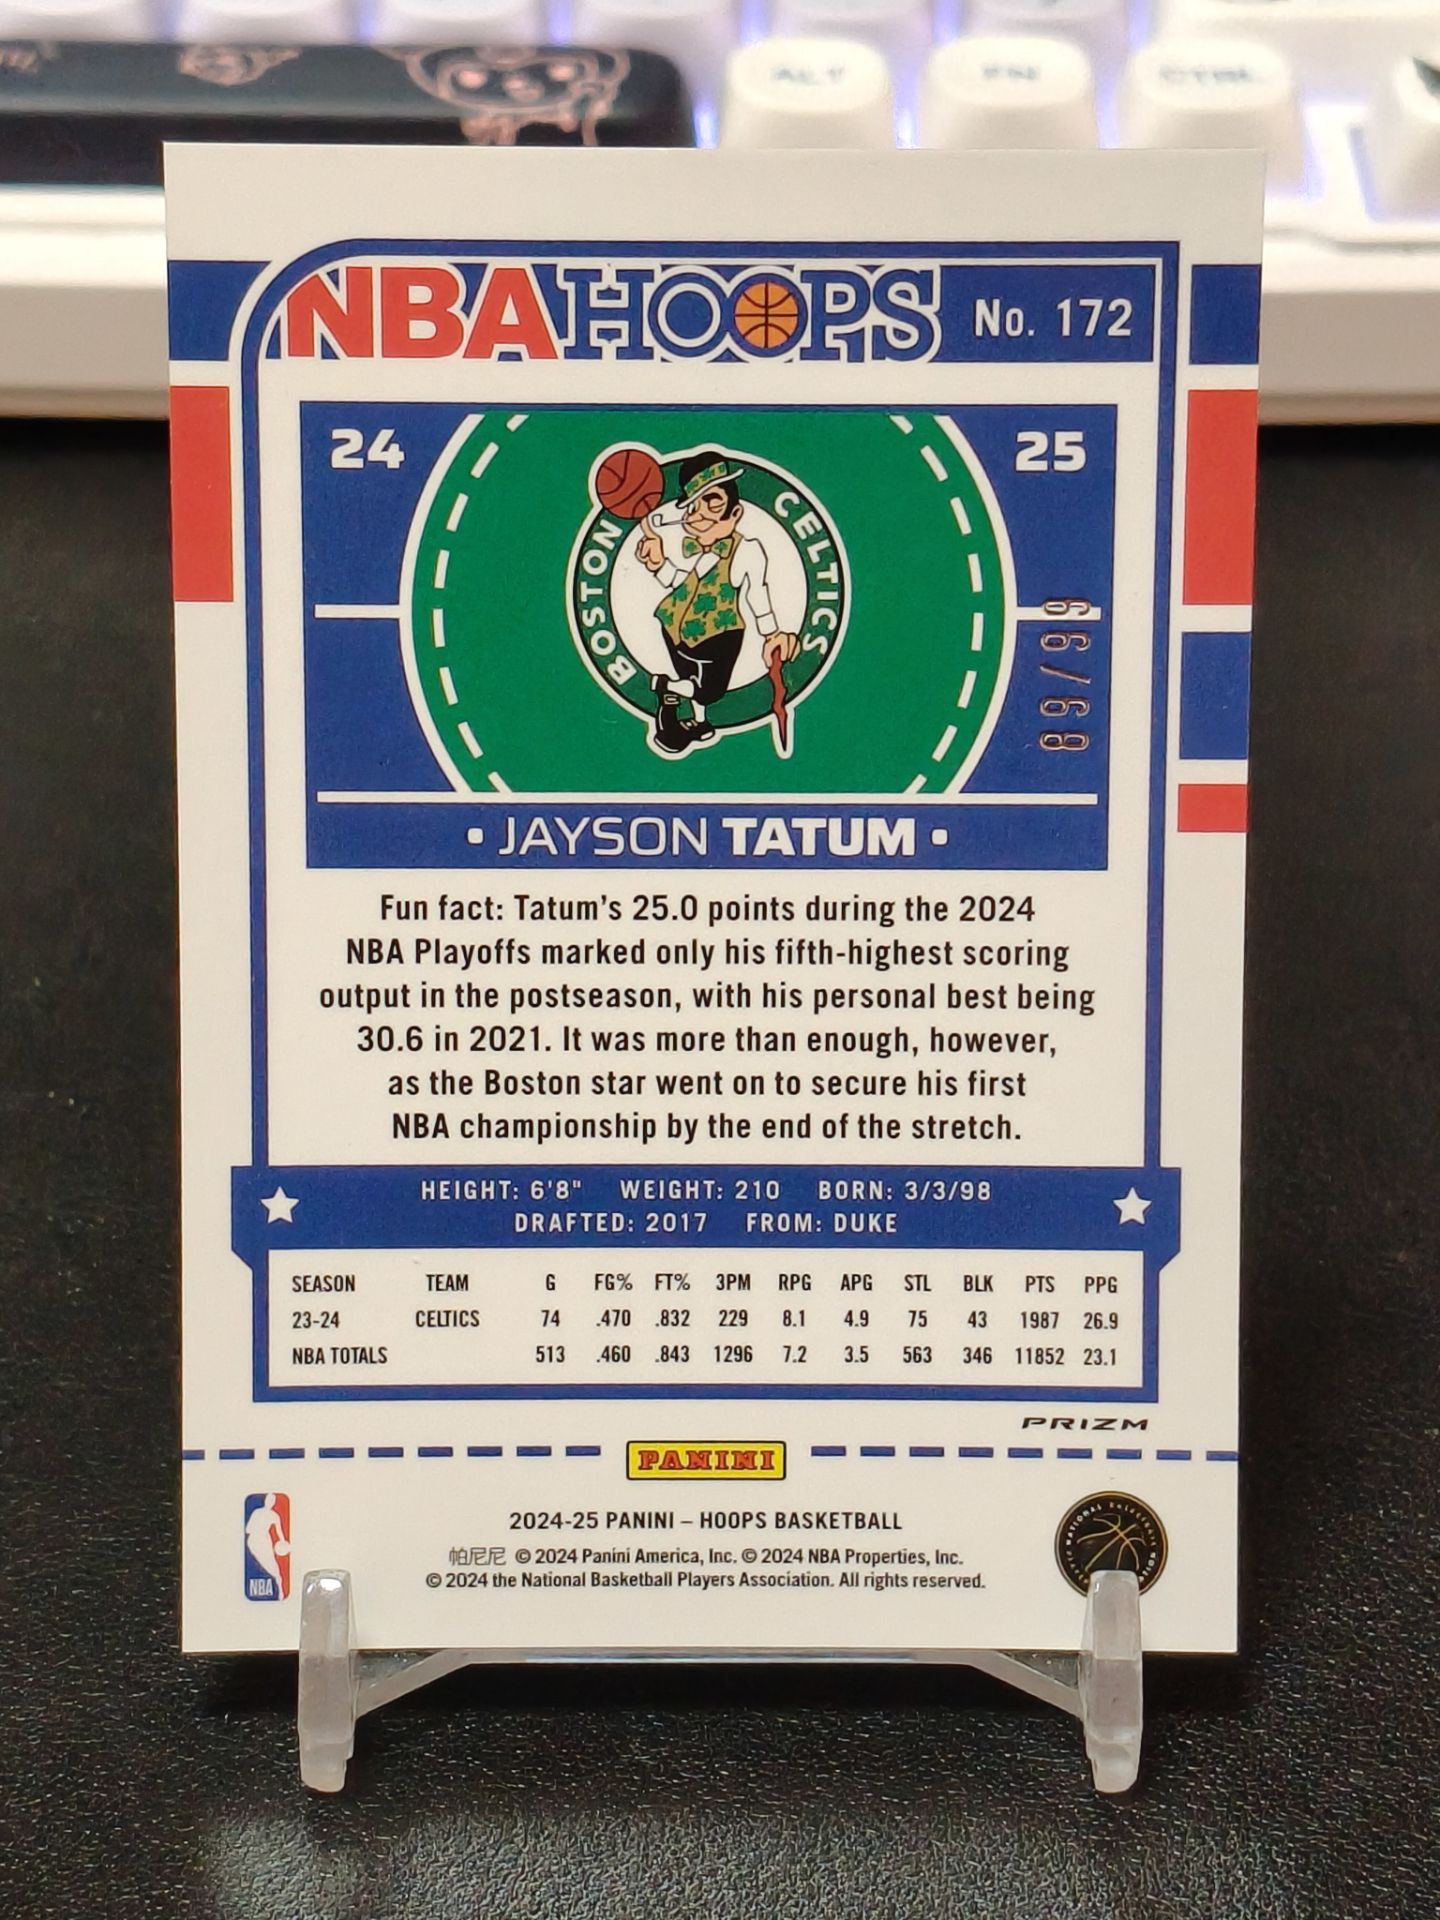 ALT FN CTRL
NBA HOOPS No. 172
24 25
BOSTON CELTICS
89/99
• JAYSON TATUM •
Fun fact: Tatum's 25.0 points during the 2024
NBA Playoffs marked only his fifth-highest scoring
output in the postseason, with his personal best being
30.6 in 2021. It was more than enough, however,
as the Boston star went on to secure his first
NBA championship by the end of the stretch.
HEIGHT: 6'8" WEIGHT: 210 BORN: 3/3/98
DRAFTED: 2017 FROM: DUKE
SEASON TEAM G FG% FT% 3PM RPG APG STL BLK PTS PPG
23-24 CELTICS 74 .470 .832 229 8.1 4.9 75 43 1987 26.9
NBA TOTALS 513 .460 .843 1296 7.2 3.5 563 346 11852 23.1
PRIZM
PANINI
2024-25 PANINI – HOOPS BASKETBALL
帕尼尼 © 2024 Panini America, Inc. © 2024 NBA Properties, Inc.
© 2024 the National Basketball Players Association. All rights reserved.
NBA